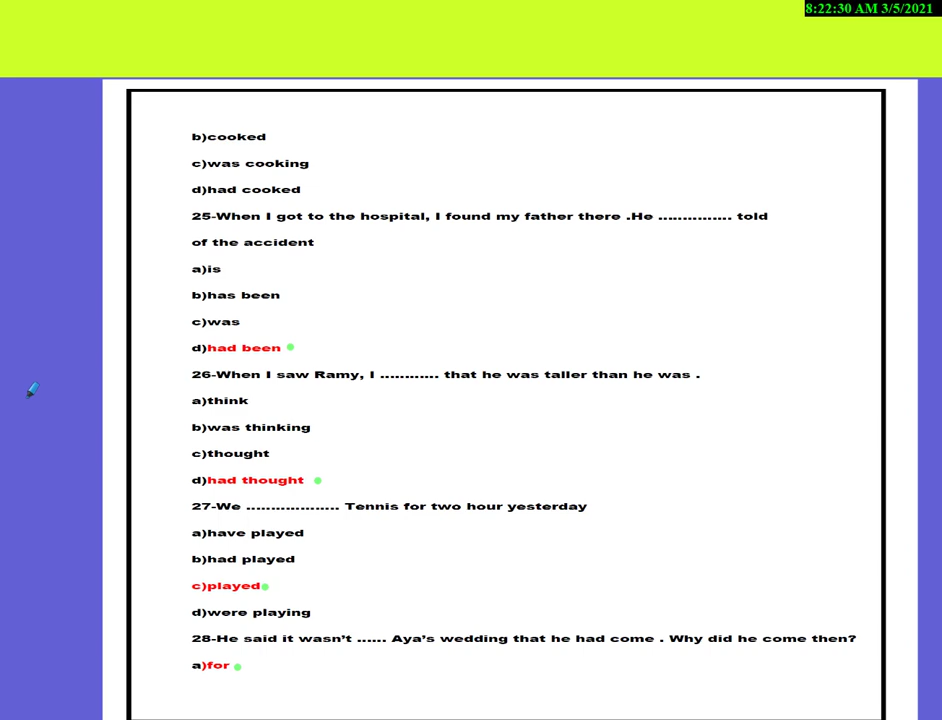 8:22:30 AM 3/5/2021
b)cooked
c)was cooking
d)had cooked
25-When I got to the hospital, I found my father there .He ............... told
of the accident
a)is
b)has been
c)was
d)had been
26-When I saw Ramy, I ............ that he was taller than he was .
a)think
b)was thinking
c)thought
d)had thought
27-We ................... Tennis for two hour yesterday
a)have played
b)had played
c)played
d)were playing
28-He said it wasn't ...... Aya's wedding that he had come . Why did he come then?
a)for